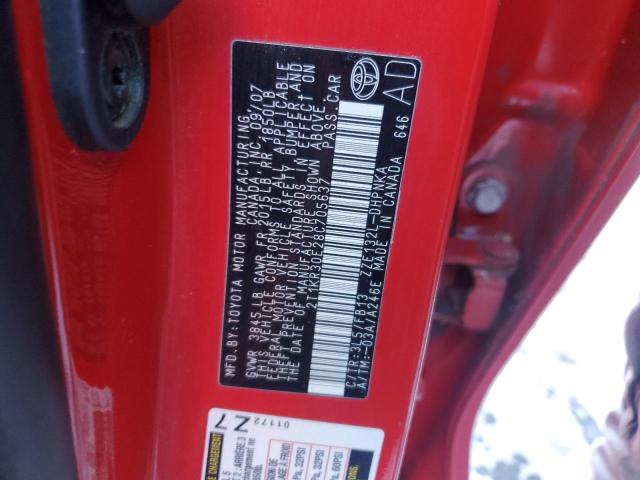 MFD.BY: TOYOTA MOTOR MANUFACTURING
CANADA, INC. 09/07
GVWR 3845LB GAWR FR 2045LB RR 1850LB
THIS VEHICLE CONFORMS TO ALL APPLICABLE
FEDERAL MOTOR VEHICLE SAFETY, BUMPER, AND
THEFT PREVENTION STANDARDS IN EFFECT ON
THE DATE OF MANUFACTURE SHOWN ABOVE.
PASS. CAR
C/TR: 3L5/FB13 ZZE132L-DHPNKA
A/TM: -03A/A246E MADE IN CANADA 646
AD
Z 7
01172